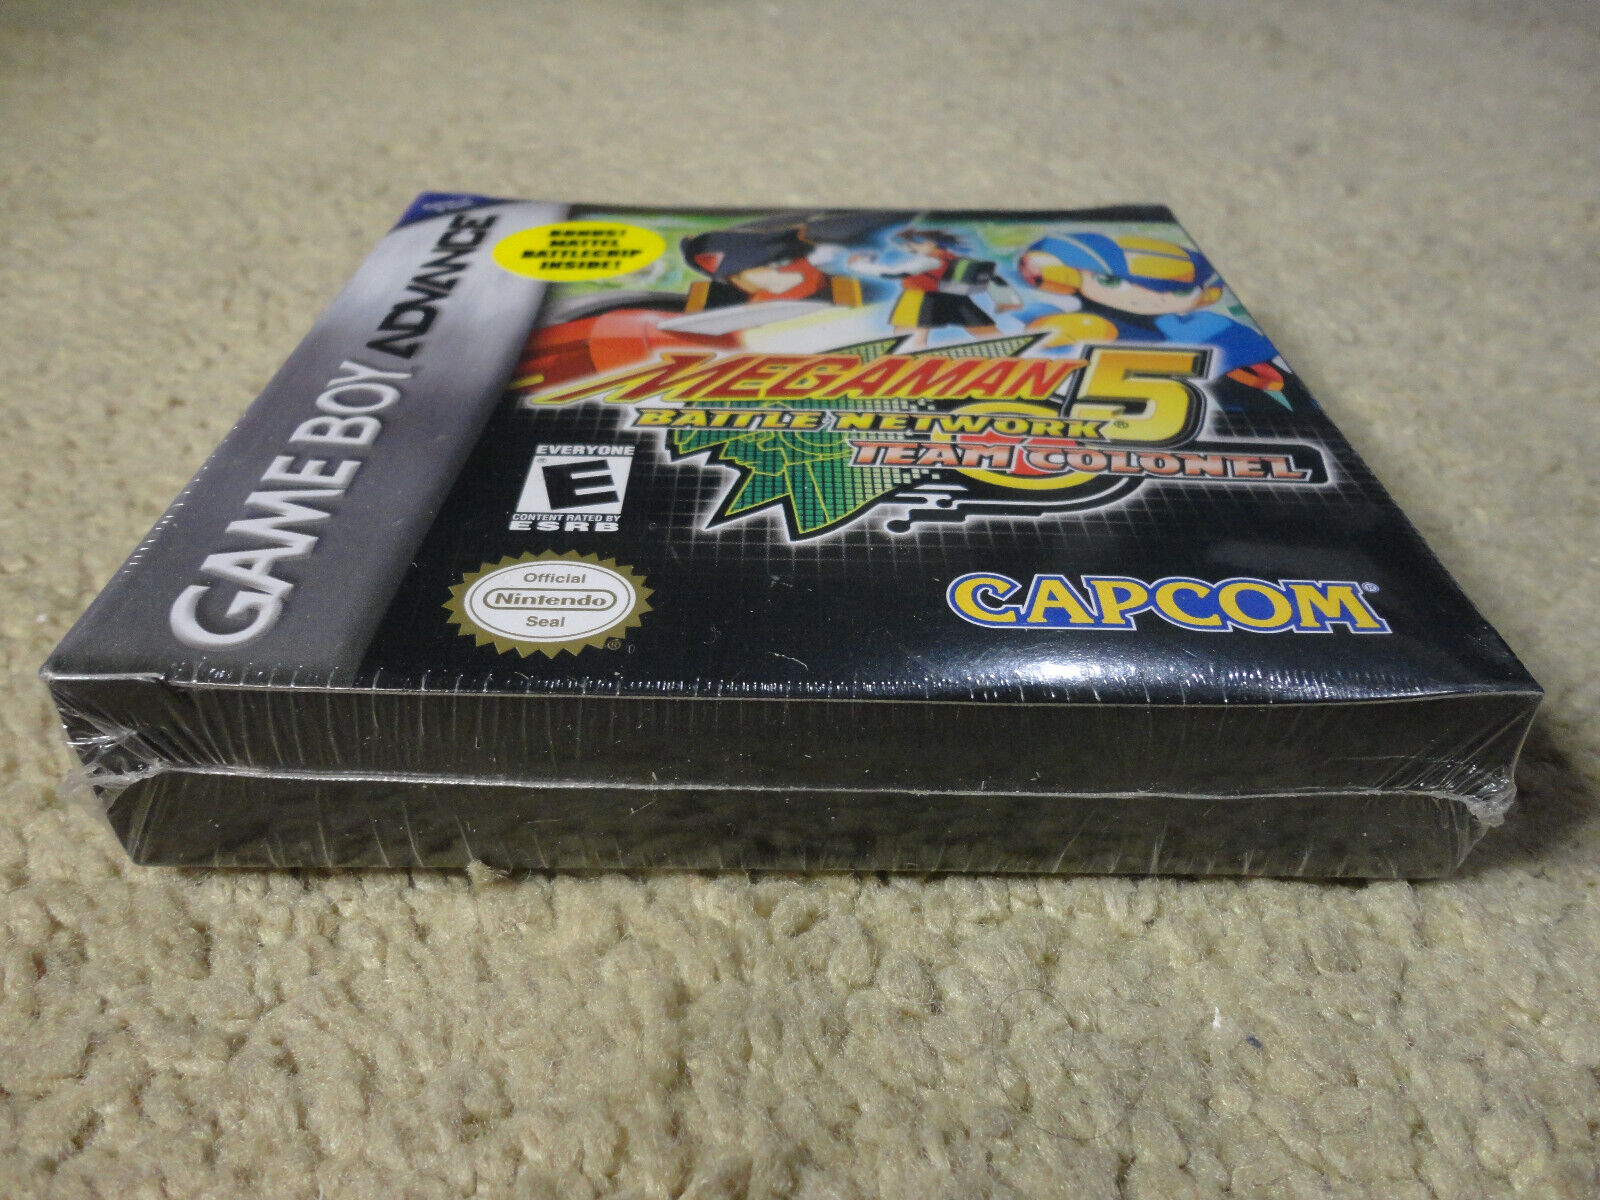 GAME BOY ADVANCE
BONUS!
MATTEL
BATTLECHIP
INSIDE!
MEGAMAN 5
BATTLE NETWORK®
TEAM COLONEL
EVERYONE
E
®
CONTENT RATED BY
ESRB
Official
Nintendo
Seal
®
CAPCOM®